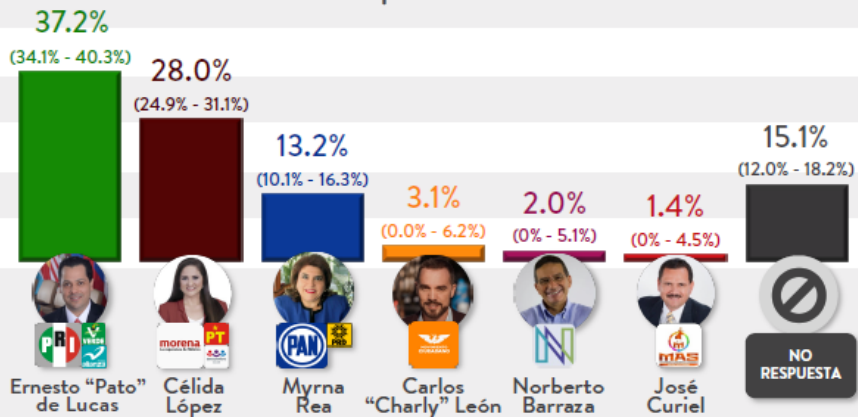 37.2%
(34.1% - 40.3%)
28.0%
(24.9% - 31.1%)
13.2%
(10.1% - 16.3%)
3.1%
(0.0% - 6.2%)
2.0%
(0% - 5.1%)
1.4%
(0% - 4.5%)
15.1%
(12.0% - 18.2%)
PRI
VERDE
alianza
morena
PT
PAN
PRD
CIUDADANO
N
MAS
Ernesto “Pato”
de Lucas
Célida
López
Myrna
Rea
Carlos
“Charly” León
Norberto
Barraza
José
Curiel
NO
RESPUESTA